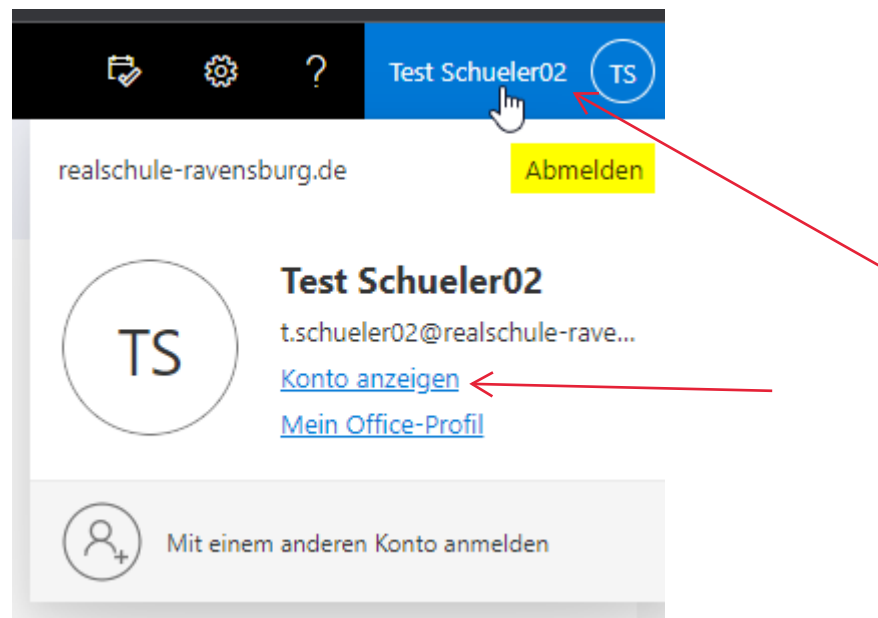 ? Test Schueler02 TS
realschule-ravensburg.de Abmelden
TS
Test Schueler02
t.schueler02@realschule-rave...
Konto anzeigen
Mein Office-Profil
Mit einem anderen Konto anmelden